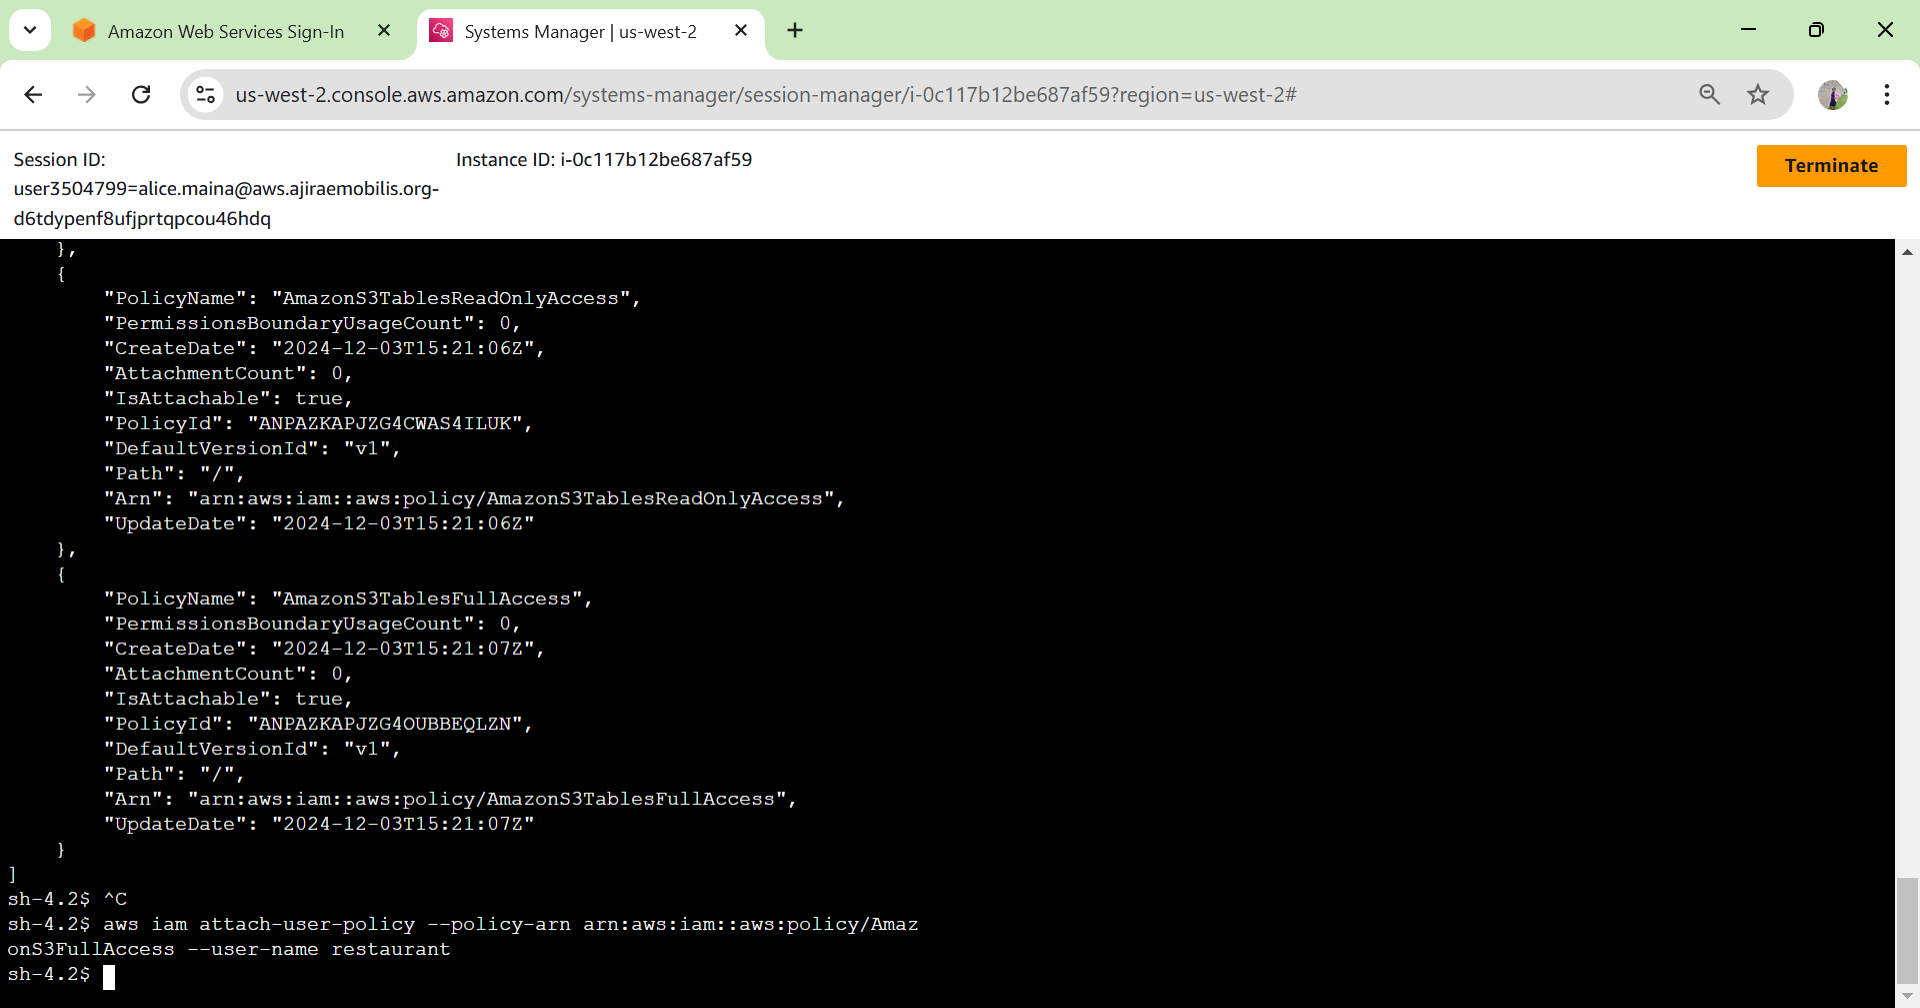 Amazon Web Services Sign-In
Systems Manager | us-west-2
us-west-2.console.aws.amazon.com/systems-manager/session-manager/i-0c117b12be687af59?region=us-west-2#
Session ID:
user3504799=alice.maina@aws.ajiraemobilis.org-
d6tdypenf8ufjprtqpcou46hdq
Instance ID: i-0c117b12be687af59
Terminate
    },
    {
        "PolicyName": "AmazonS3TablesReadOnlyAccess",
        "PermissionsBoundaryUsageCount": 0,
        "CreateDate": "2024-12-03T15:21:06Z",
        "AttachmentCount": 0,
        "IsAttachable": true,
        "PolicyId": "ANPAZKAPJZG4CWAS4ILUK",
        "DefaultVersionId": "v1",
        "Path": "/",
        "Arn": "arn:aws:iam::aws:policy/AmazonS3TablesReadOnlyAccess",
        "UpdateDate": "2024-12-03T15:21:06Z"
    },
    {
        "PolicyName": "AmazonS3TablesFullAccess",
        "PermissionsBoundaryUsageCount": 0,
        "CreateDate": "2024-12-03T15:21:07Z",
        "AttachmentCount": 0,
        "IsAttachable": true,
        "PolicyId": "ANPAZKAPJZG4OUBBEQLZN",
        "DefaultVersionId": "v1",
        "Path": "/",
        "Arn": "arn:aws:iam::aws:policy/AmazonS3TablesFullAccess",
        "UpdateDate": "2024-12-03T15:21:07Z"
    }
]
sh-4.2$ ^C
sh-4.2$ aws iam attach-user-policy --policy-arn arn:aws:iam::aws:policy/Amaz
onS3FullAccess --user-name restaurant
sh-4.2$